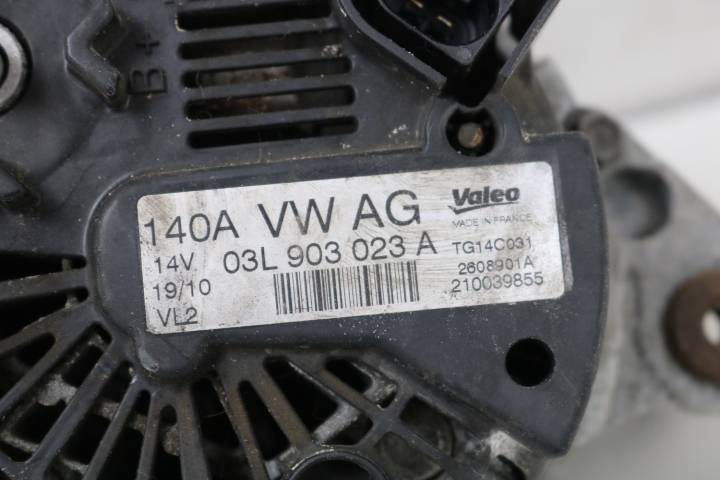 B+
140A VW AG Valeo
MADE IN FRANCE
14V 03L 903 023 A TG14C031
19/10 2608901A
VL2 210039855